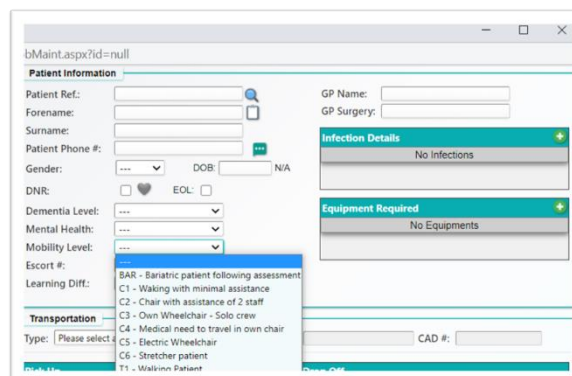 bMaint.aspx?id=null
Patient Information
Patient Ref.:
GP Name:
Forename:
GP Surgery:
Surname:
Patient Phone #:
Infection Details
No Infections
Gender: --- DOB: N/A
DNR: EOL:
Dementia Level: ---
Equipment Required
Mental Health: ---
No Equipments
Mobility Level: ---
Escort #:
---
BAR - Bariatric patient following assessment
Learning Diff.:
C1 - Waking with minimal assistance
C2 - Chair with assistance of 2 staff
C3 - Own Wheelchair - Solo crew
Transportation
C4 - Medical need to travel in own chair
Type: Please select a
CAD #:
C5 - Electric Wheelchair
C6 - Stretcher patient
T1 - Walking Patient
Pick Up
Drop Off